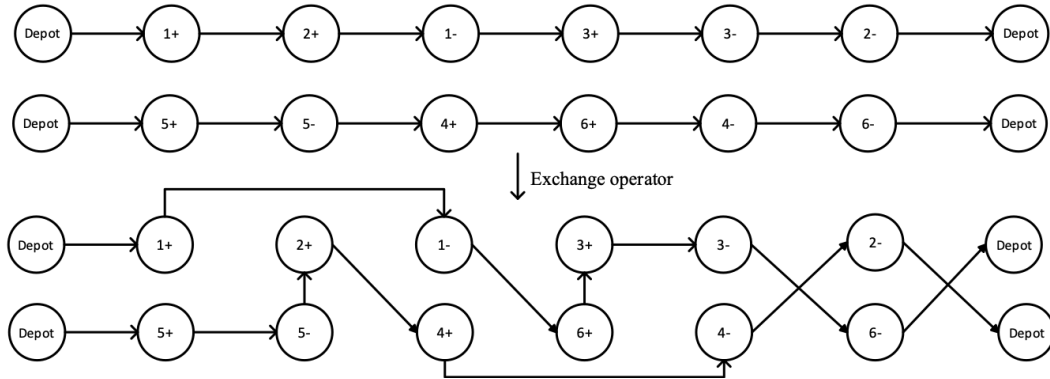 Depot 1+ 2+ 1- 3+ 3- 2- Depot
Depot 5+ 5- 4+ 6+ 4- 6- Depot
Exchange operator
Depot 1+ 2+ 1- 3+ 3- 2- Depot
Depot 5+ 5- 4+ 6+ 4- 6- Depot